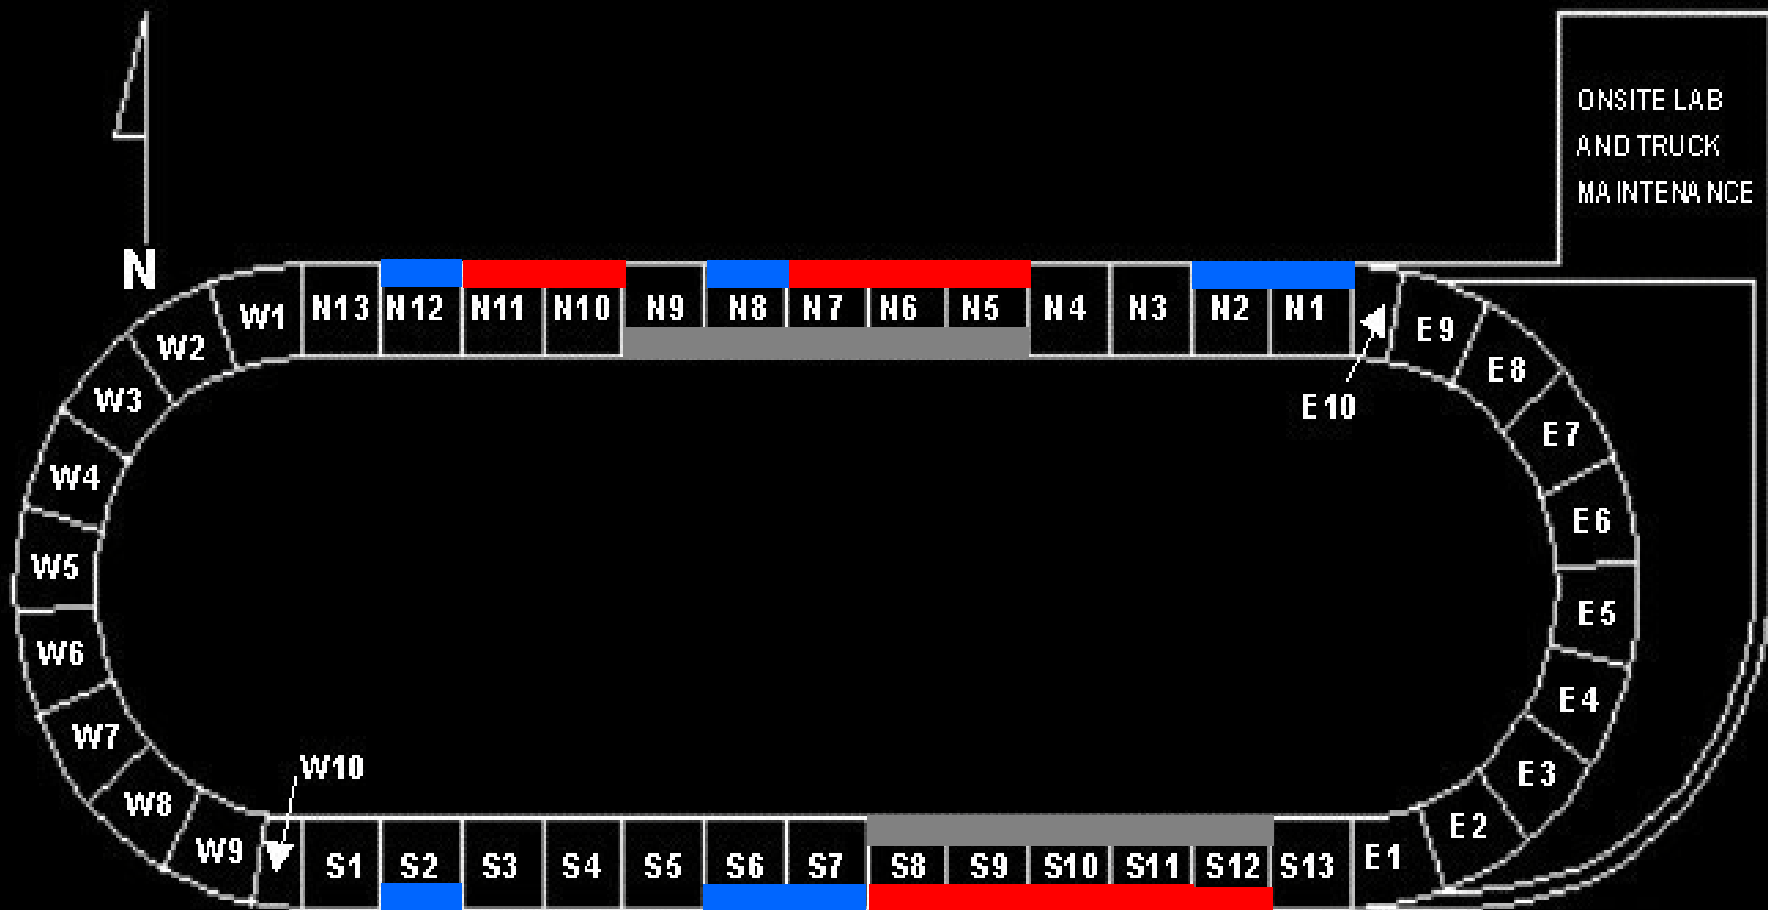 ONSITE LAB
AND TRUCK
MAINTENANCE
N
W1 N13 N12 N11 N10 N9 N8 N7 N6 N5 N4 N3 N2 N1 E9
W2 E8
W3 E10 E7
W4 E6
W5 E5
W6 E4
W7 W10 E3
W8 E2
W9 S1 S2 S3 S4 S5 S6 S7 S8 S9 S10 S11 S12 S13 E1